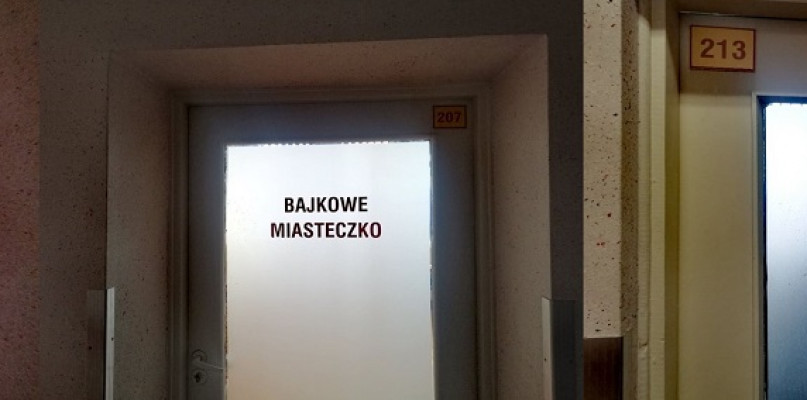 207
BAJKOWE
MIASTECZKO
213